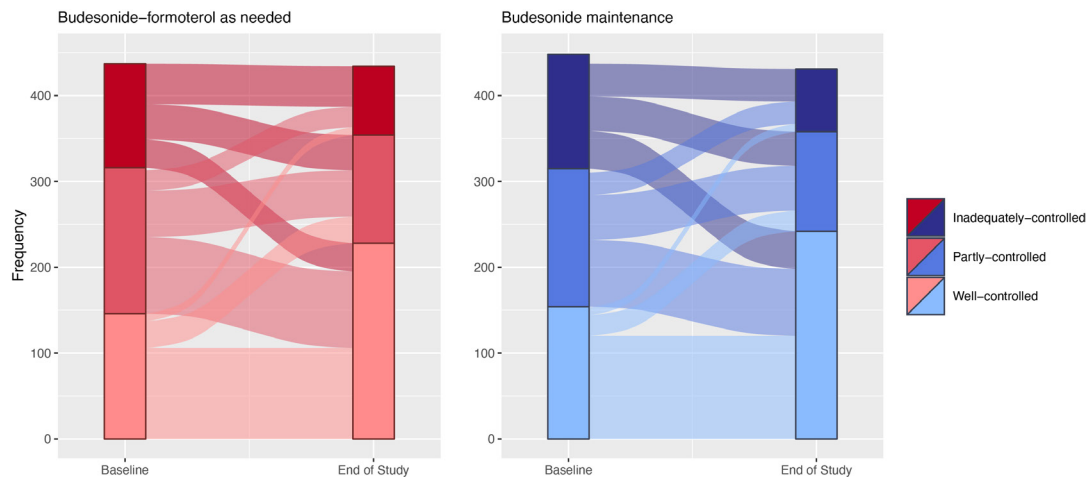 Budesonide−formoterol as needed
Budesonide maintenance
Frequency
400
300
200
100
0
Baseline
End of Study
400
300
200
100
0
Baseline
End of Study
Inadequately−controlled
Partly−controlled
Well−controlled